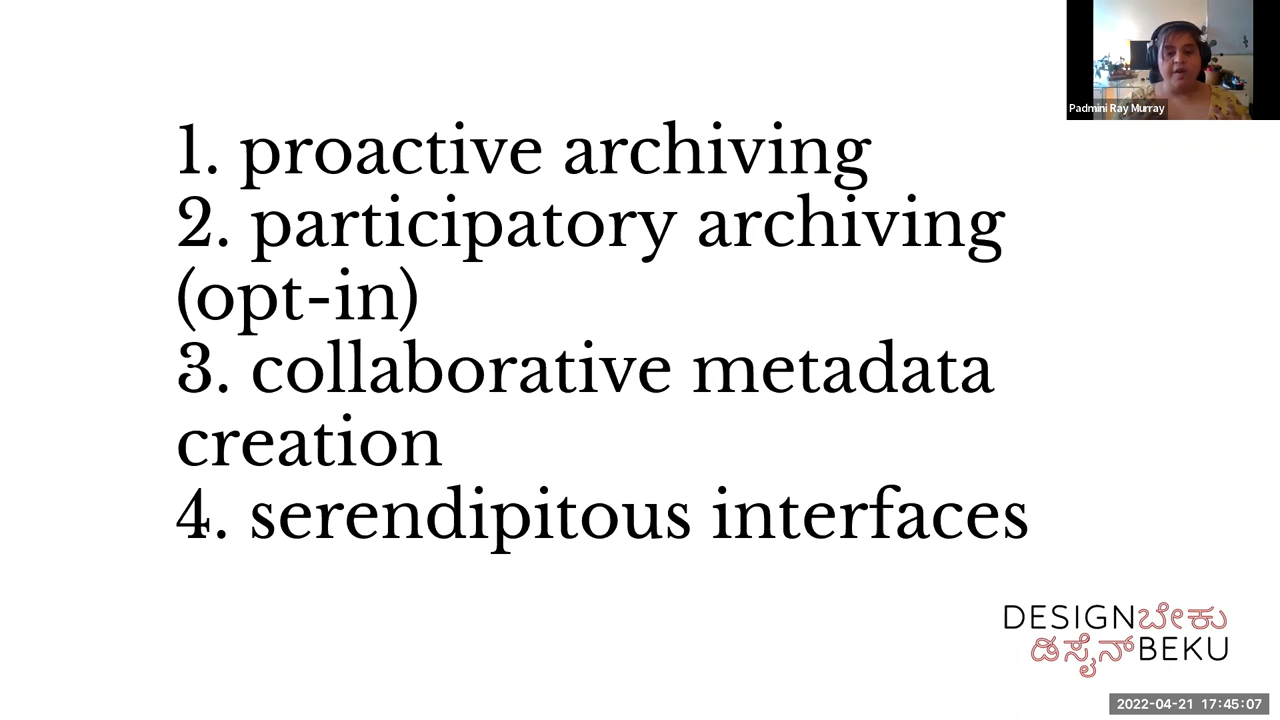 Padmini Ray Murray
1. proactive archiving
2. participatory archiving
(opt-in)
3. collaborative metadata
creation
4. serendipitous interfaces
DESIGNಬೇಕು
ಡಿಸೈನ್BEKU
2022-04-21 17:45:07